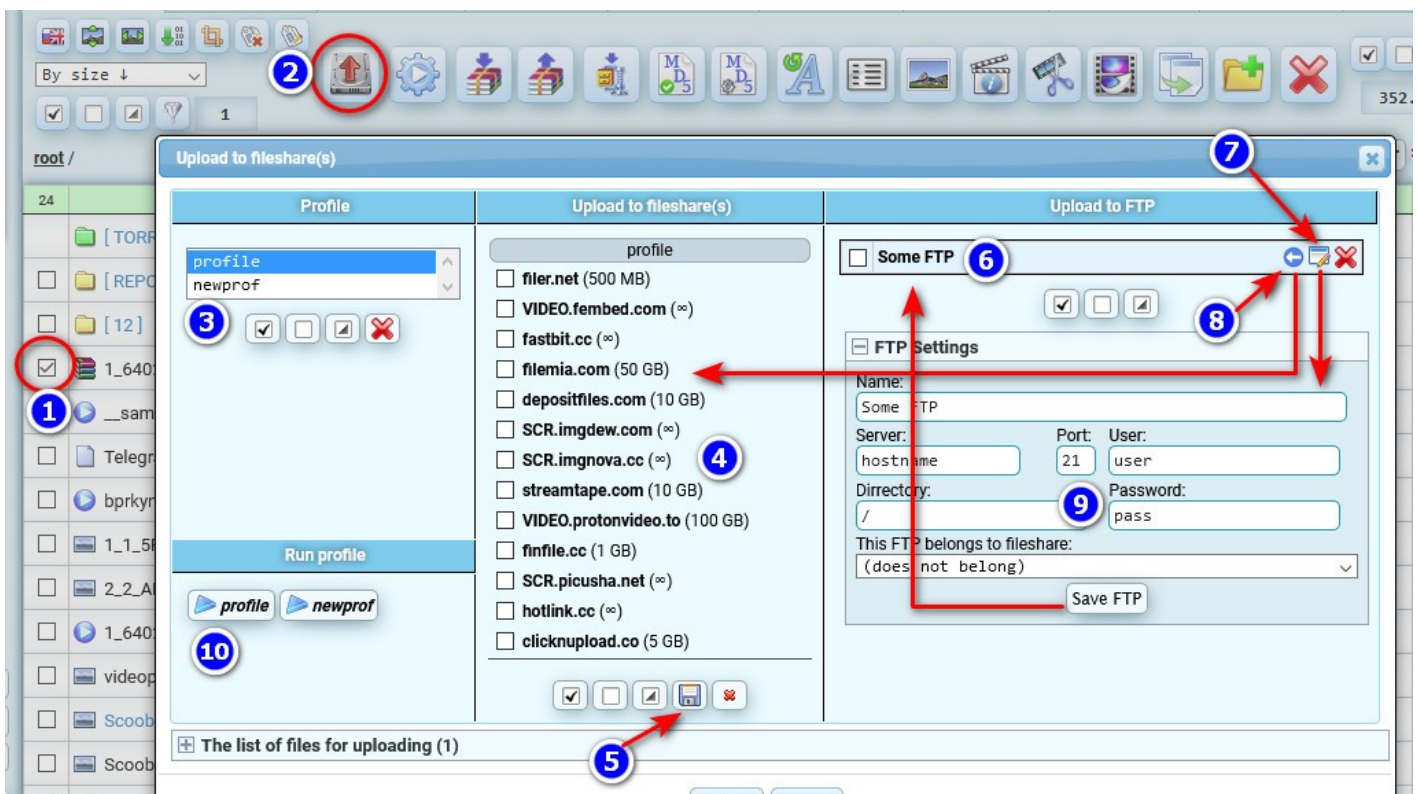 By size ↓
2
M D 5
M D 5
1
352.
root /
Upload to fileshare(s)
7
24
Profile
Upload to fileshare(s)
Upload to FTP
[ TORR
[ REPO
[ 12 ]
1_640
__sam
Telegr
bprkyr
1_1_5
2_2_A
1_640
videop
Scoob
Scoob
1
profile
newprof
3
Run profile
profile
newprof
10
profile
filer.net (500 MB)
VIDEO.fembed.com (∞)
fastbit.cc (∞)
filemia.com (50 GB)
depositfiles.com (10 GB)
SCR.imgdew.com (∞)
SCR.imgnova.cc (∞)
4
streamtape.com (10 GB)
VIDEO.protonvideo.to (100 GB)
finfile.cc (1 GB)
SCR.picusha.net (∞)
hotlink.cc (∞)
clicknupload.co (5 GB)
5
Some FTP
6
8
FTP Settings
Name:
Some FTP
Server:
Port:
User:
hostname
21
user
Dirrectory:
9
Password:
/
pass
This FTP belongs to fileshare:
(does not belong)
Save FTP
The list of files for uploading (1)